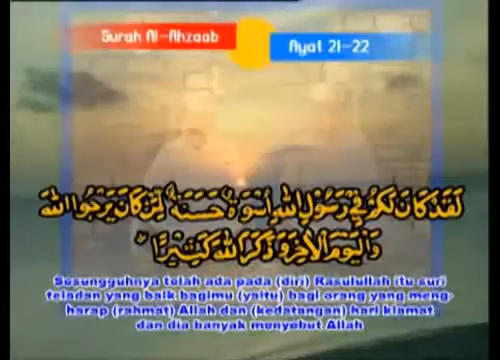 Surah Al-Ahzaab
Ayat 21-22
لَقَدْ كَانَ لَكُمْ فِي رَسُولِ اللَّهِ أُسْوَةٌ حَسَنَةٌ لِمَنْ كَانَ يَرْجُوا اللَّهَ
وَالْيَوْمَ الْآخِرَ وَذَكَرَ اللَّهَ كَثِيرًا
Sesungguhnya telah ada pada (diri) Rasulullah itu suri
teladan yang baik bagimu (yaitu) bagi orang yang meng-
harap (rahmat) Allah dan (kedatangan) hari kiamat
dan dia banyak menyebut Allah